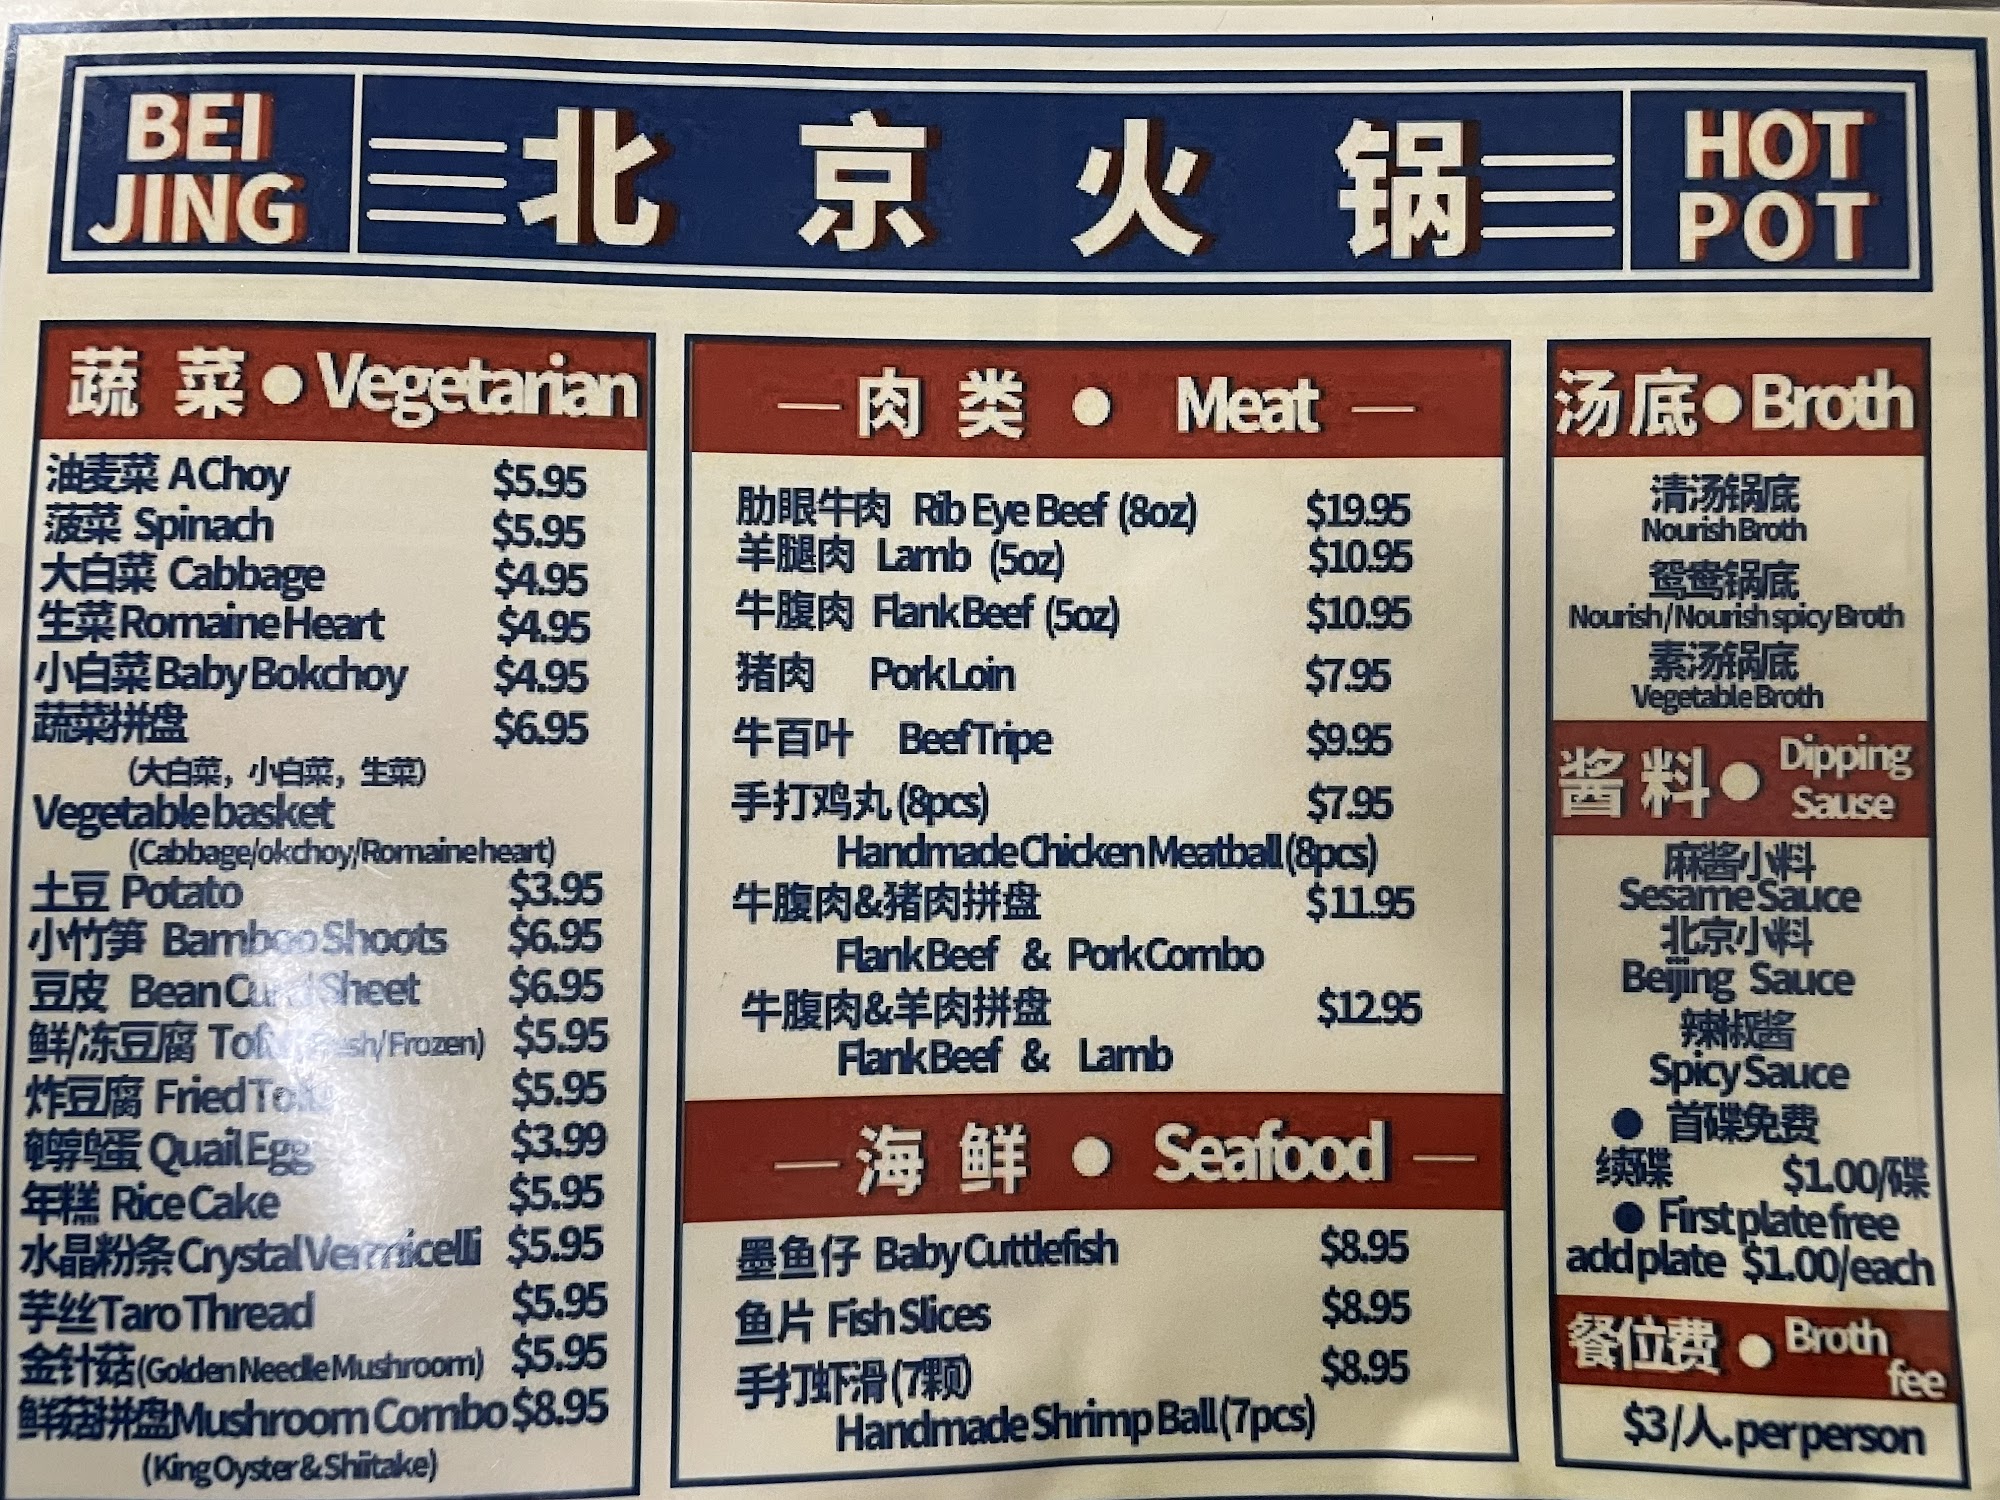 BEI
JING
北京火锅
HOT
POT
蔬菜•Vegetarian
油麦菜 A Choy $5.95
菠菜 Spinach $5.95
大白菜 Cabbage $4.95
生菜 Romaine Heart $4.95
小白菜 Baby Bokchoy $4.95
蔬菜拼盘 $6.95
(大白菜，小白菜，生菜)
Vegetable basket
(Cabbage/okchoy/Romaine heart)
土豆 Potato $3.95
小竹笋 Bamboo Shoots $6.95
豆皮 Bean Curd Sheet $6.95
鲜/冻豆腐 Tofu (Fresh/Frozen) $5.95
炸豆腐 Fried Tofu $5.95
鹌鹑蛋 Quail Egg $3.99
年糕 Rice Cake $5.95
水晶粉条 Crystal Vermicelli $5.95
芋丝 Taro Thread $5.95
金针菇 (Golden Needle Mushroom) $5.95
鲜菇拼盘 Mushroom Combo $8.95
(King Oyster & Shiitake)
— 肉类 • Meat —
肋眼牛肉 Rib Eye Beef (8oz) $19.95
羊腿肉 Lamb (5oz) $10.95
牛腹肉 Flank Beef (5oz) $10.95
猪肉 Pork Loin $7.95
牛百叶 Beef Tripe $9.95
手打鸡丸 (8pcs) $7.95
Handmade Chicken Meatball (8pcs)
牛腹肉&猪肉拼盘 $11.95
Flank Beef & Pork Combo
牛腹肉&羊肉拼盘 $12.95
Flank Beef & Lamb
— 海鲜 • Seafood —
墨鱼仔 Baby Cuttlefish $8.95
鱼片 Fish Slices $8.95
手打虾滑 (7颗) $8.95
Handmade Shrimp Ball (7pcs)
汤底•Broth
清汤锅底
Nourish Broth
鸳鸯锅底
Nourish / Nourish spicy Broth
素汤锅底
Vegetable Broth
酱料• Dipping
Sause
麻酱小料
Sesame Sauce
北京小料
Beijing Sauce
辣椒酱
Spicy Sauce
• 首碟免费
续碟 $1.00/碟
• First plate free
add plate $1.00/each
餐位费 • Broth
fee
$3/人. per person